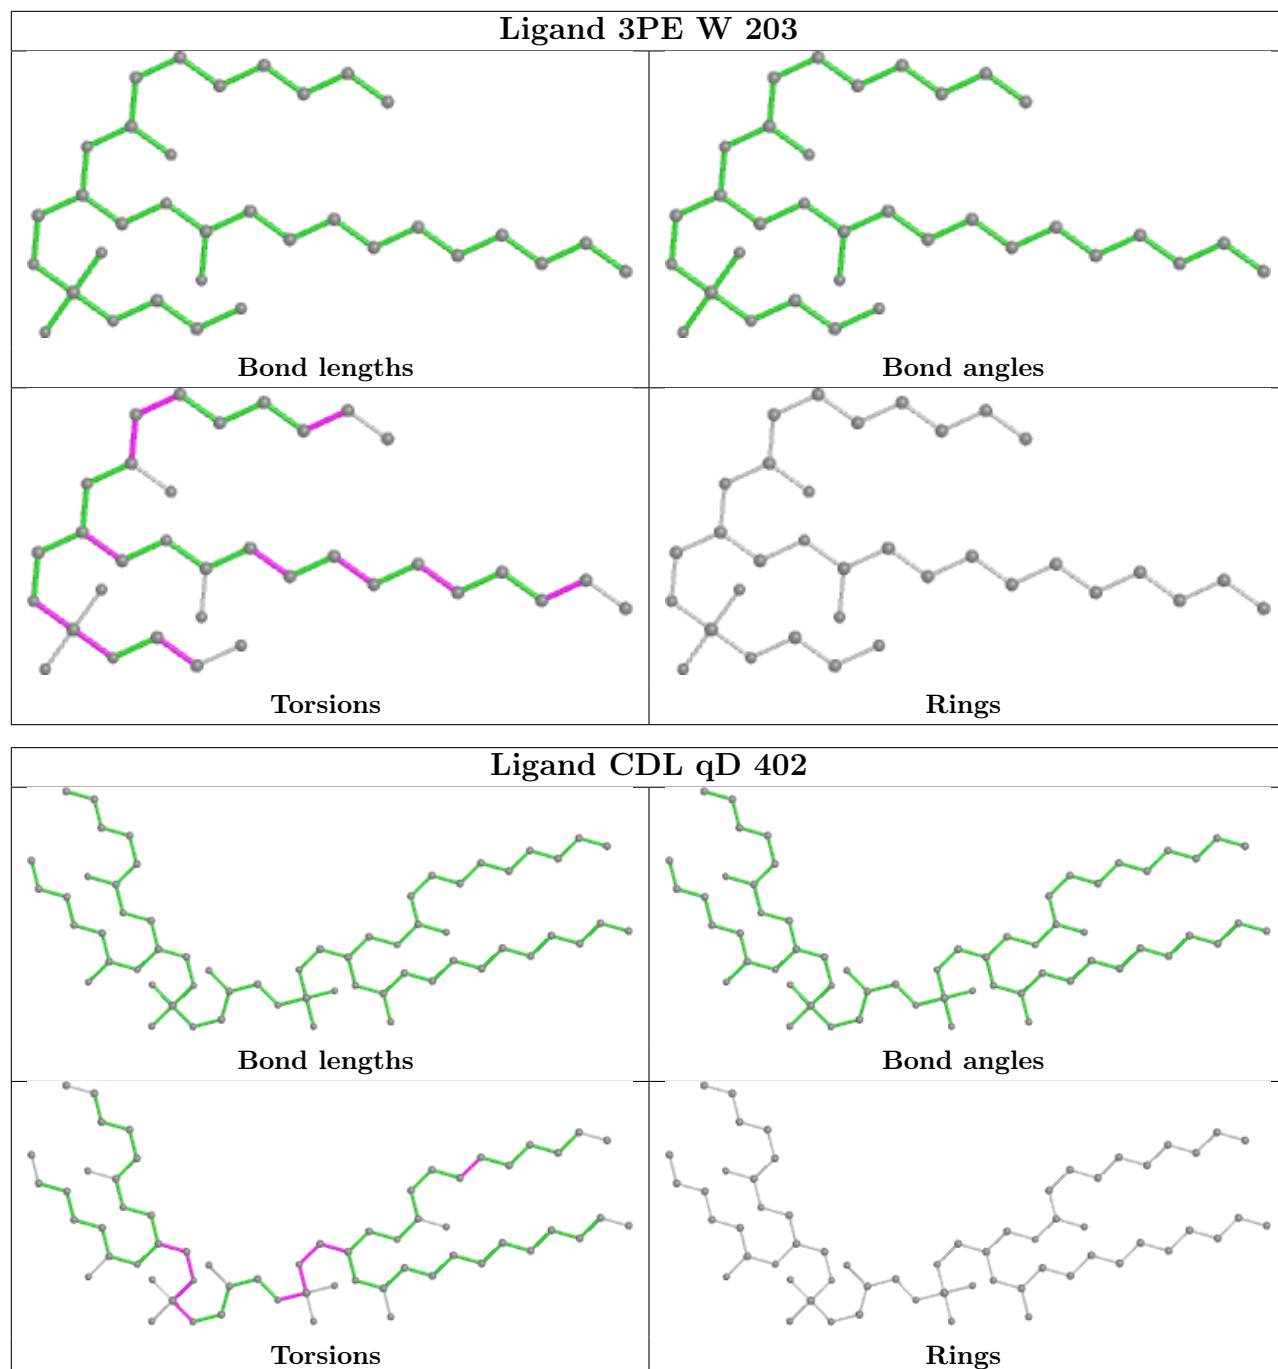 Ligand 3PE W 203
Bond lengths
Bond angles
Torsions
Rings
Ligand CDL qD 402
Bond lengths
Bond angles
Torsions
Rings